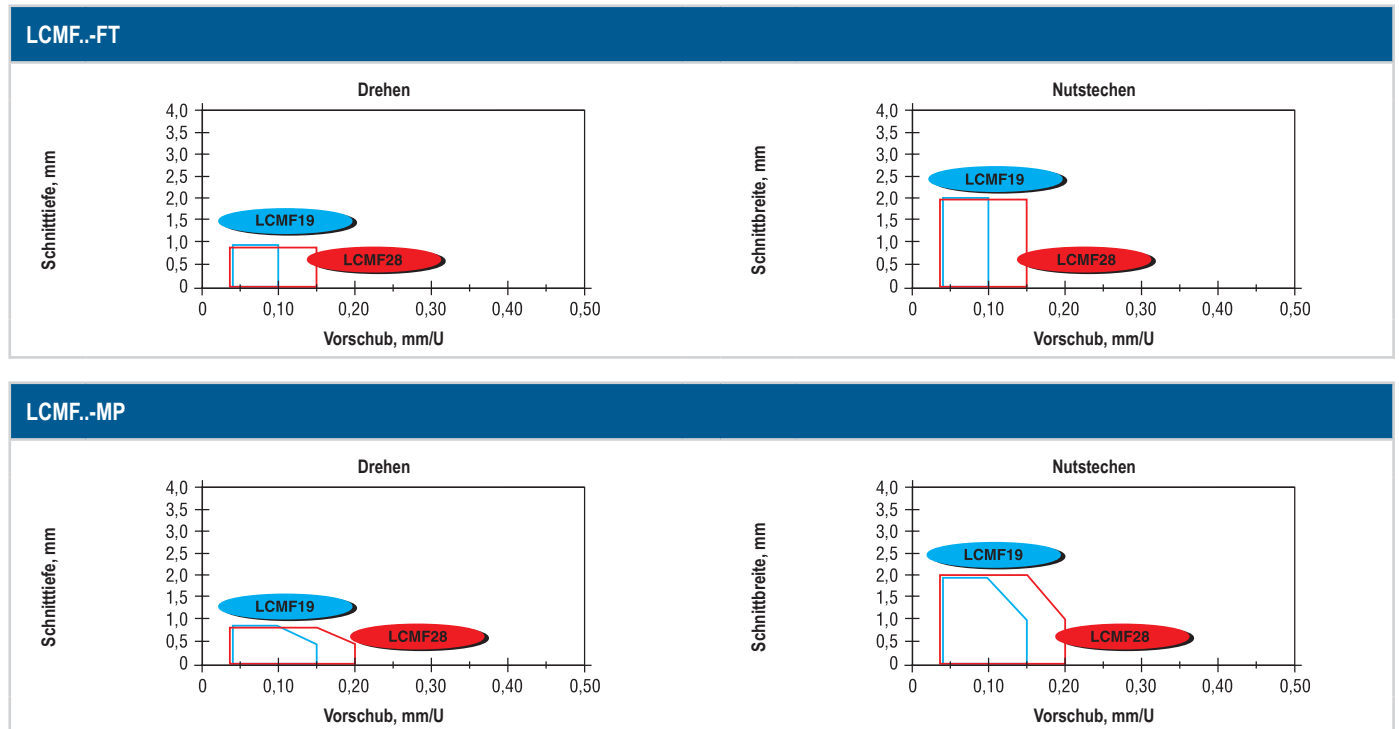 LCMF..-FT
Drehen
Schnitttiefe, mm
4,0
3,5
3,0
2,5
2,0
1,5
1,0
0,5
0
LCMF19
LCMF28
0 0,10 0,20 0,30 0,40 0,50
Vorschub, mm/U
Nutstechen
Schnittbreite, mm
4,0
3,5
3,0
2,5
2,0
1,5
1,0
0,5
0
LCMF19
LCMF28
0 0,10 0,20 0,30 0,40 0,50
Vorschub, mm/U
LCMF..-MP
Drehen
Schnitttiefe, mm
4,0
3,5
3,0
2,5
2,0
1,5
1,0
0,5
0
LCMF19
LCMF28
0 0,10 0,20 0,30 0,40 0,50
Vorschub, mm/U
Nutstechen
Schnittbreite, mm
4,0
3,5
3,0
2,5
2,0
1,5
1,0
0,5
0
LCMF19
LCMF28
0 0,10 0,20 0,30 0,40 0,50
Vorschub, mm/U